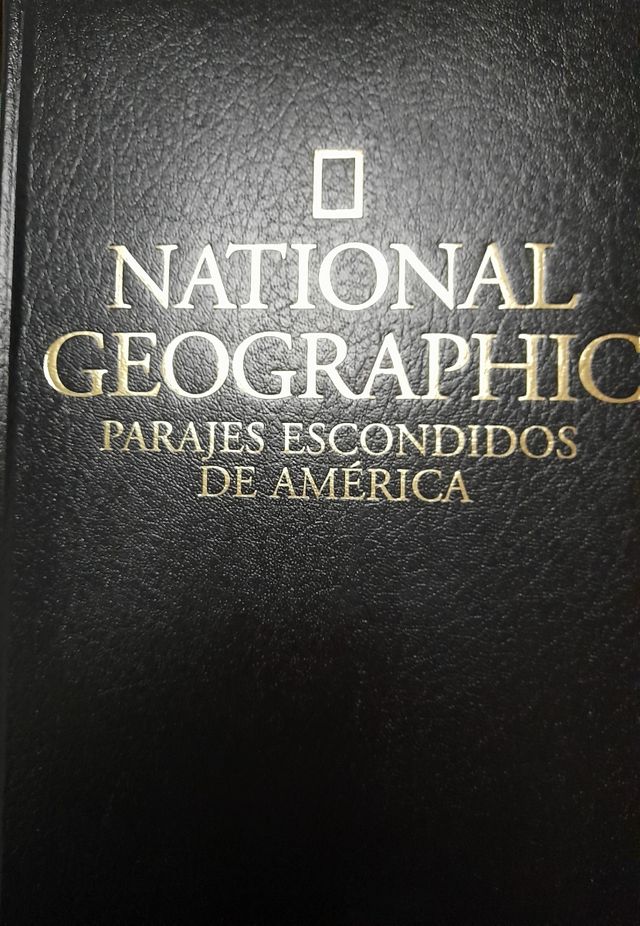 NATIONAL
GEOGRAPHIC
PARAJES ESCONDIDOS
DE AMÉRICA